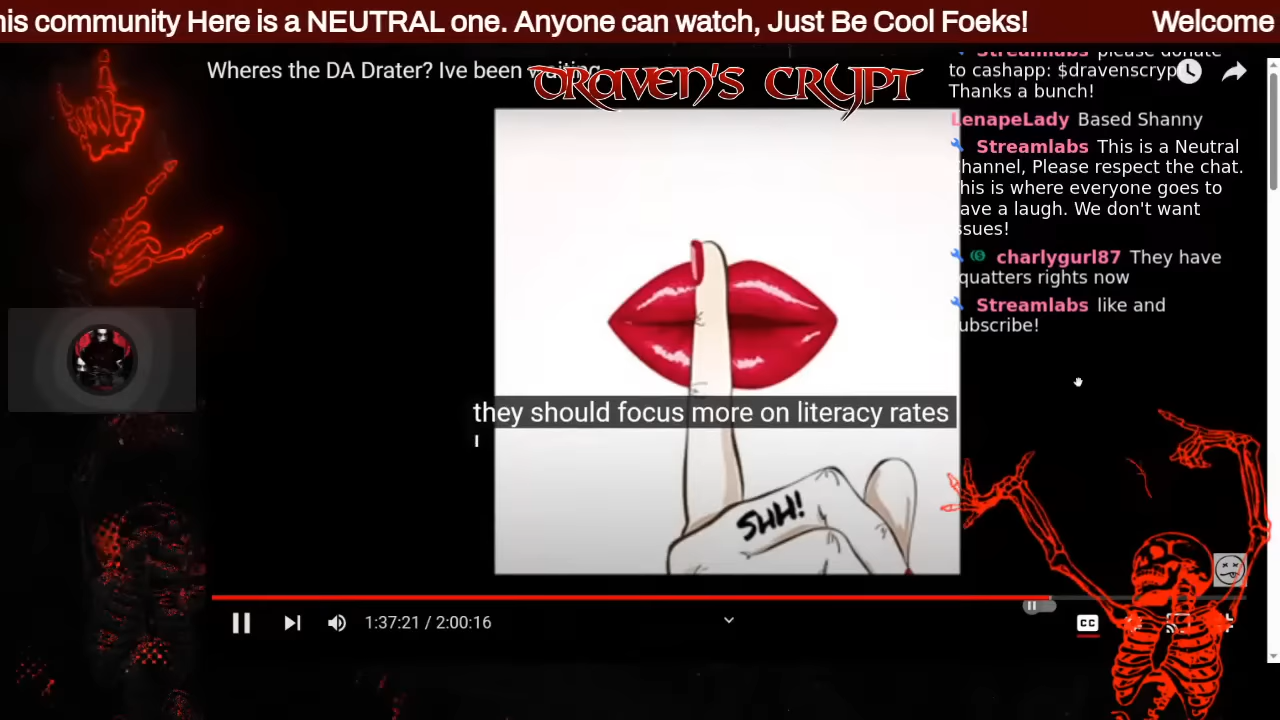 his community Here is a NEUTRAL one. Anyone can watch, Just Be Cool Foeks! Welcome
Wheres the DA Drater? Ive been waiting
DRAVEN'S CRYPT
Streamlabs please donate
to cashapp: $dravenscryp
Thanks a bunch!
LenapeLady Based Shanny
Streamlabs This is a Neutral
hannel, Please respect the chat.
his is where everyone goes to
ave a laugh. We don't want
ssues!
charlygurl87 They have
quatters rights now
Streamlabs like and
ubscribe!
they should focus more on literacy rates
I
SHH!
1:37:21 / 2:00:16
CC